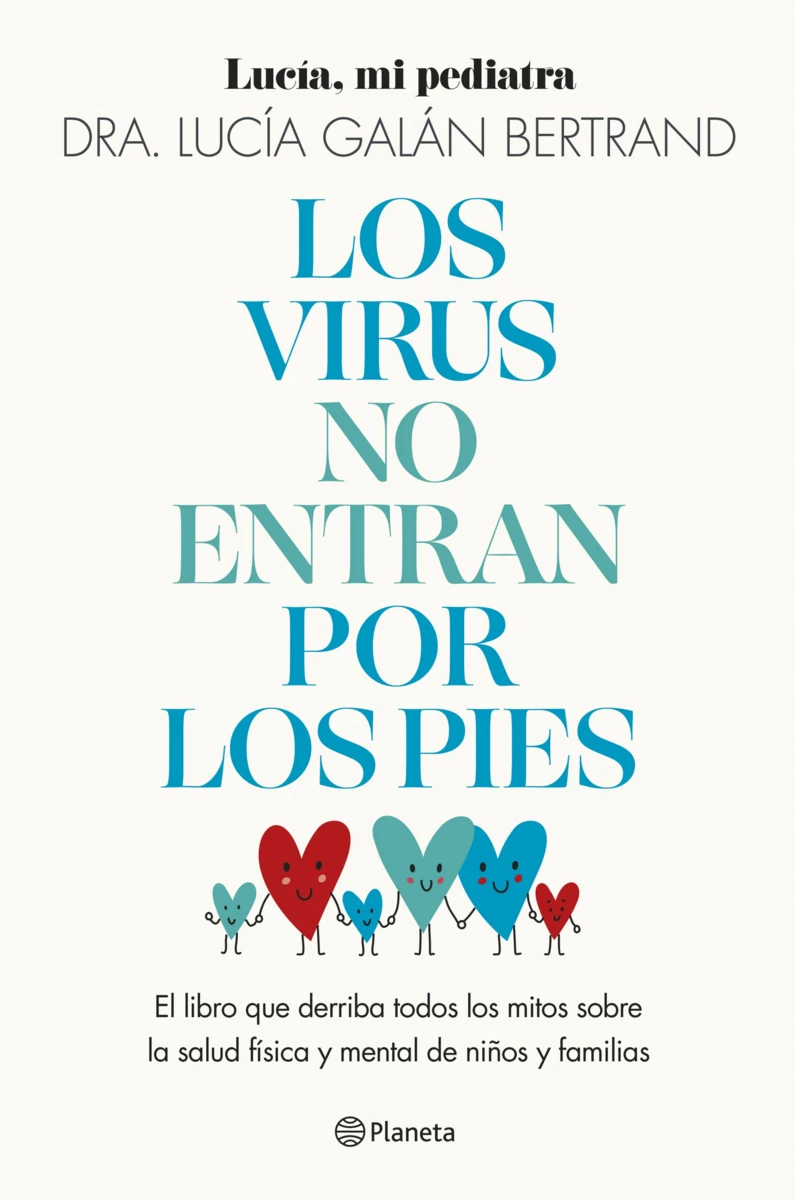 Lucía, mi pediatra
DRA. LUCÍA GALÁN BERTRAND
LOS
VIRUS
NO
ENTRAN
POR
LOS PIES
El libro que derriba todos los mitos sobre
la salud física y mental de niños y familias
Planeta